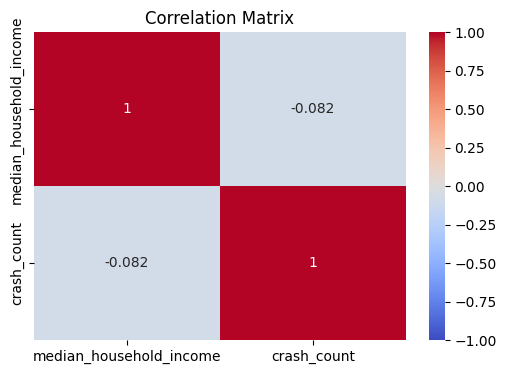 Correlation Matrix
median_household_income
crash_count
1
-0.082
-0.082
1
median_household_income
crash_count
1.00
0.75
0.50
0.25
0.00
−0.25
−0.50
−0.75
−1.00